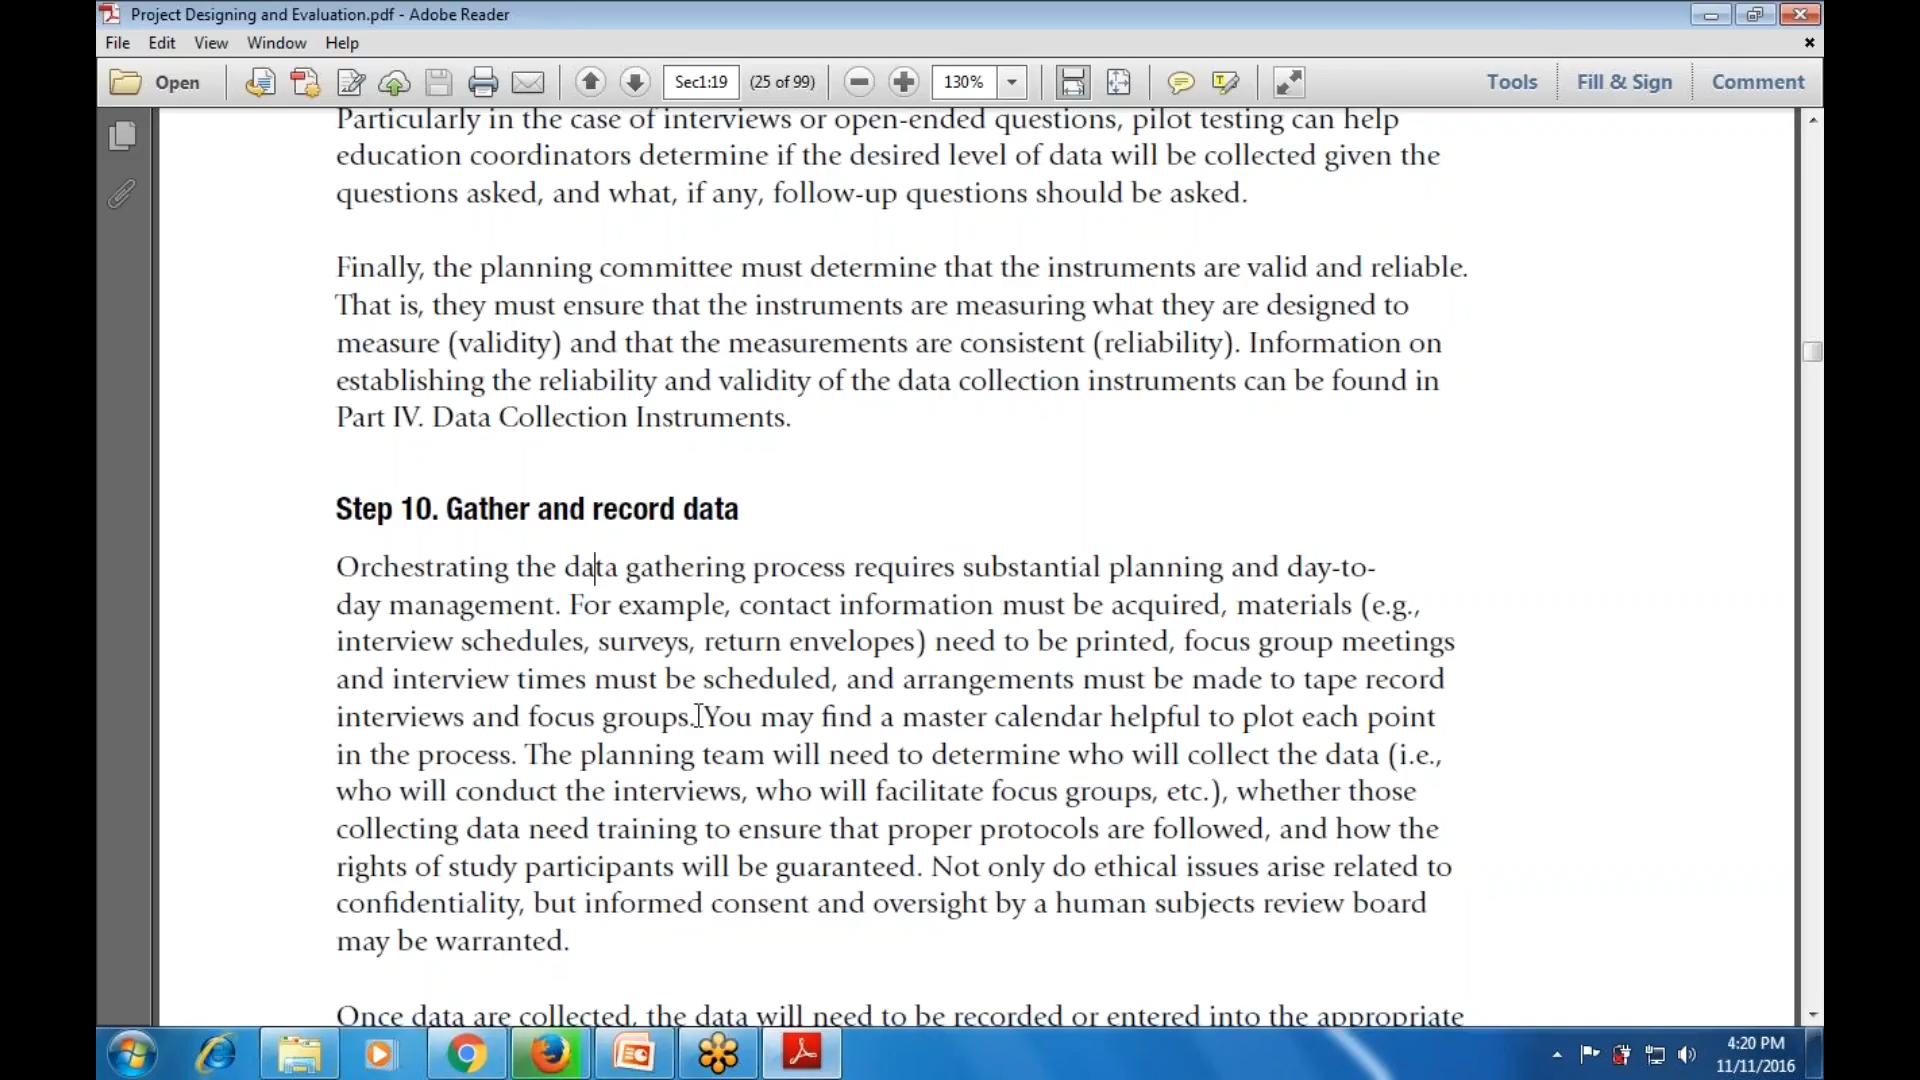 Project Designing and Evaluation.pdf - Adobe Reader
File Edit View Window Help
Open Sec1:19 (25 of 99) 130% Tools Fill & Sign Comment
Particularly in the case of interviews or open-ended questions, pilot testing can help
education coordinators determine if the desired level of data will be collected given the
questions asked, and what, if any, follow-up questions should be asked.
Finally, the planning committee must determine that the instruments are valid and reliable.
That is, they must ensure that the instruments are measuring what they are designed to
measure (validity) and that the measurements are consistent (reliability). Information on
establishing the reliability and validity of the data collection instruments can be found in
Part IV. Data Collection Instruments.
Step 10. Gather and record data
Orchestrating the data gathering process requires substantial planning and day-to-
day management. For example, contact information must be acquired, materials (e.g.,
interview schedules, surveys, return envelopes) need to be printed, focus group meetings
and interview times must be scheduled, and arrangements must be made to tape record
interviews and focus groups. You may find a master calendar helpful to plot each point
in the process. The planning team will need to determine who will collect the data (i.e.,
who will conduct the interviews, who will facilitate focus groups, etc.), whether those
collecting data need training to ensure that proper protocols are followed, and how the
rights of study participants will be guaranteed. Not only do ethical issues arise related to
confidentiality, but informed consent and oversight by a human subjects review board
may be warranted.
Once data are collected, the data will need to be recorded or entered into the appropriate
4:20 PM
11/11/2016